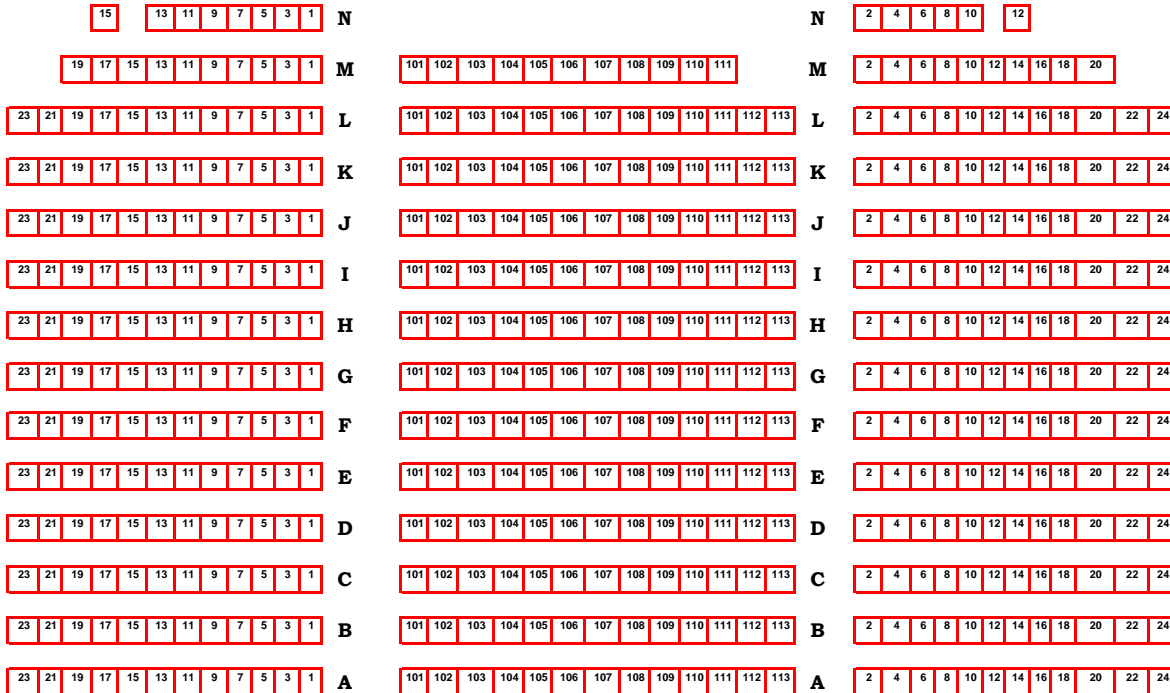 15 13 11 9 7 5 3 1 N N 2 4 6 8 10 12
19 17 15 13 11 9 7 5 3 1 M 101 102 103 104 105 106 107 108 109 110 111 M 2 4 6 8 10 12 14 16 18 20
23 21 19 17 15 13 11 9 7 5 3 1 L 101 102 103 104 105 106 107 108 109 110 111 112 113 L 2 4 6 8 10 12 14 16 18 20 22 24
23 21 19 17 15 13 11 9 7 5 3 1 K 101 102 103 104 105 106 107 108 109 110 111 112 113 K 2 4 6 8 10 12 14 16 18 20 22 24
23 21 19 17 15 13 11 9 7 5 3 1 J 101 102 103 104 105 106 107 108 109 110 111 112 113 J 2 4 6 8 10 12 14 16 18 20 22 24
23 21 19 17 15 13 11 9 7 5 3 1 I 101 102 103 104 105 106 107 108 109 110 111 112 113 I 2 4 6 8 10 12 14 16 18 20 22 24
23 21 19 17 15 13 11 9 7 5 3 1 H 101 102 103 104 105 106 107 108 109 110 111 112 113 H 2 4 6 8 10 12 14 16 18 20 22 24
23 21 19 17 15 13 11 9 7 5 3 1 G 101 102 103 104 105 106 107 108 109 110 111 112 113 G 2 4 6 8 10 12 14 16 18 20 22 24
23 21 19 17 15 13 11 9 7 5 3 1 F 101 102 103 104 105 106 107 108 109 110 111 112 113 F 2 4 6 8 10 12 14 16 18 20 22 24
23 21 19 17 15 13 11 9 7 5 3 1 E 101 102 103 104 105 106 107 108 109 110 111 112 113 E 2 4 6 8 10 12 14 16 18 20 22 24
23 21 19 17 15 13 11 9 7 5 3 1 D 101 102 103 104 105 106 107 108 109 110 111 112 113 D 2 4 6 8 10 12 14 16 18 20 22 24
23 21 19 17 15 13 11 9 7 5 3 1 C 101 102 103 104 105 106 107 108 109 110 111 112 113 C 2 4 6 8 10 12 14 16 18 20 22 24
23 21 19 17 15 13 11 9 7 5 3 1 B 101 102 103 104 105 106 107 108 109 110 111 112 113 B 2 4 6 8 10 12 14 16 18 20 22 24
23 21 19 17 15 13 11 9 7 5 3 1 A 101 102 103 104 105 106 107 108 109 110 111 112 113 A 2 4 6 8 10 12 14 16 18 20 22 24